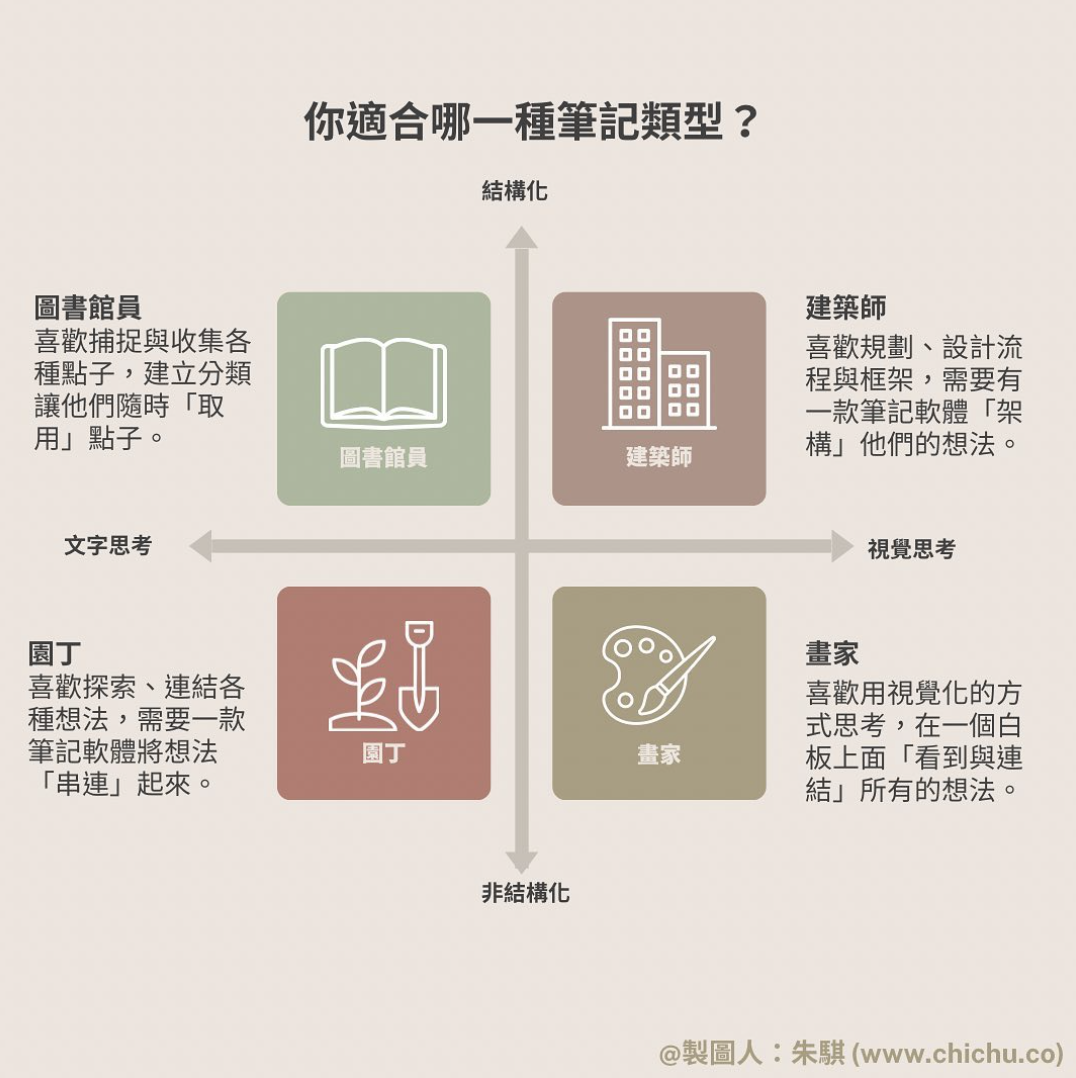 你適合哪一種筆記類型？
結構化
圖書館員
喜歡捕捉與收集各
種點子，建立分類
讓他們隨時「取
用」點子。
圖書館員
建築師
建築師
喜歡規劃、設計流
程與框架，需要有
一款筆記軟體「架
構」他們的想法。
文字思考
視覺思考
園丁
喜歡探索、連結各
種想法，需要一款
筆記軟體將想法
「串連」起來。
園丁
畫家
畫家
喜歡用視覺化的方
式思考，在一個白
板上面「看到與連
結」所有的想法。
非結構化
@製圖人：朱騏 (www.chichu.co)